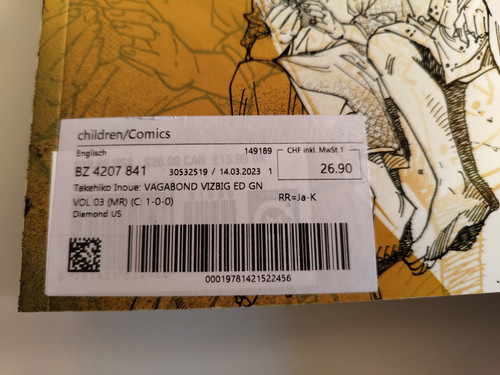 children/Comics
Englisch 149189 CHF inkl. MwSt 1
BZ 4207 841 30532519 / 14.03.2023 1 26.90
Takehiko Inoue: VAGABOND VIZBIG ED GN
VOL 03 (MR) (C: 1-0-0) RR=Ja-K
Diamond US
00019781421522456